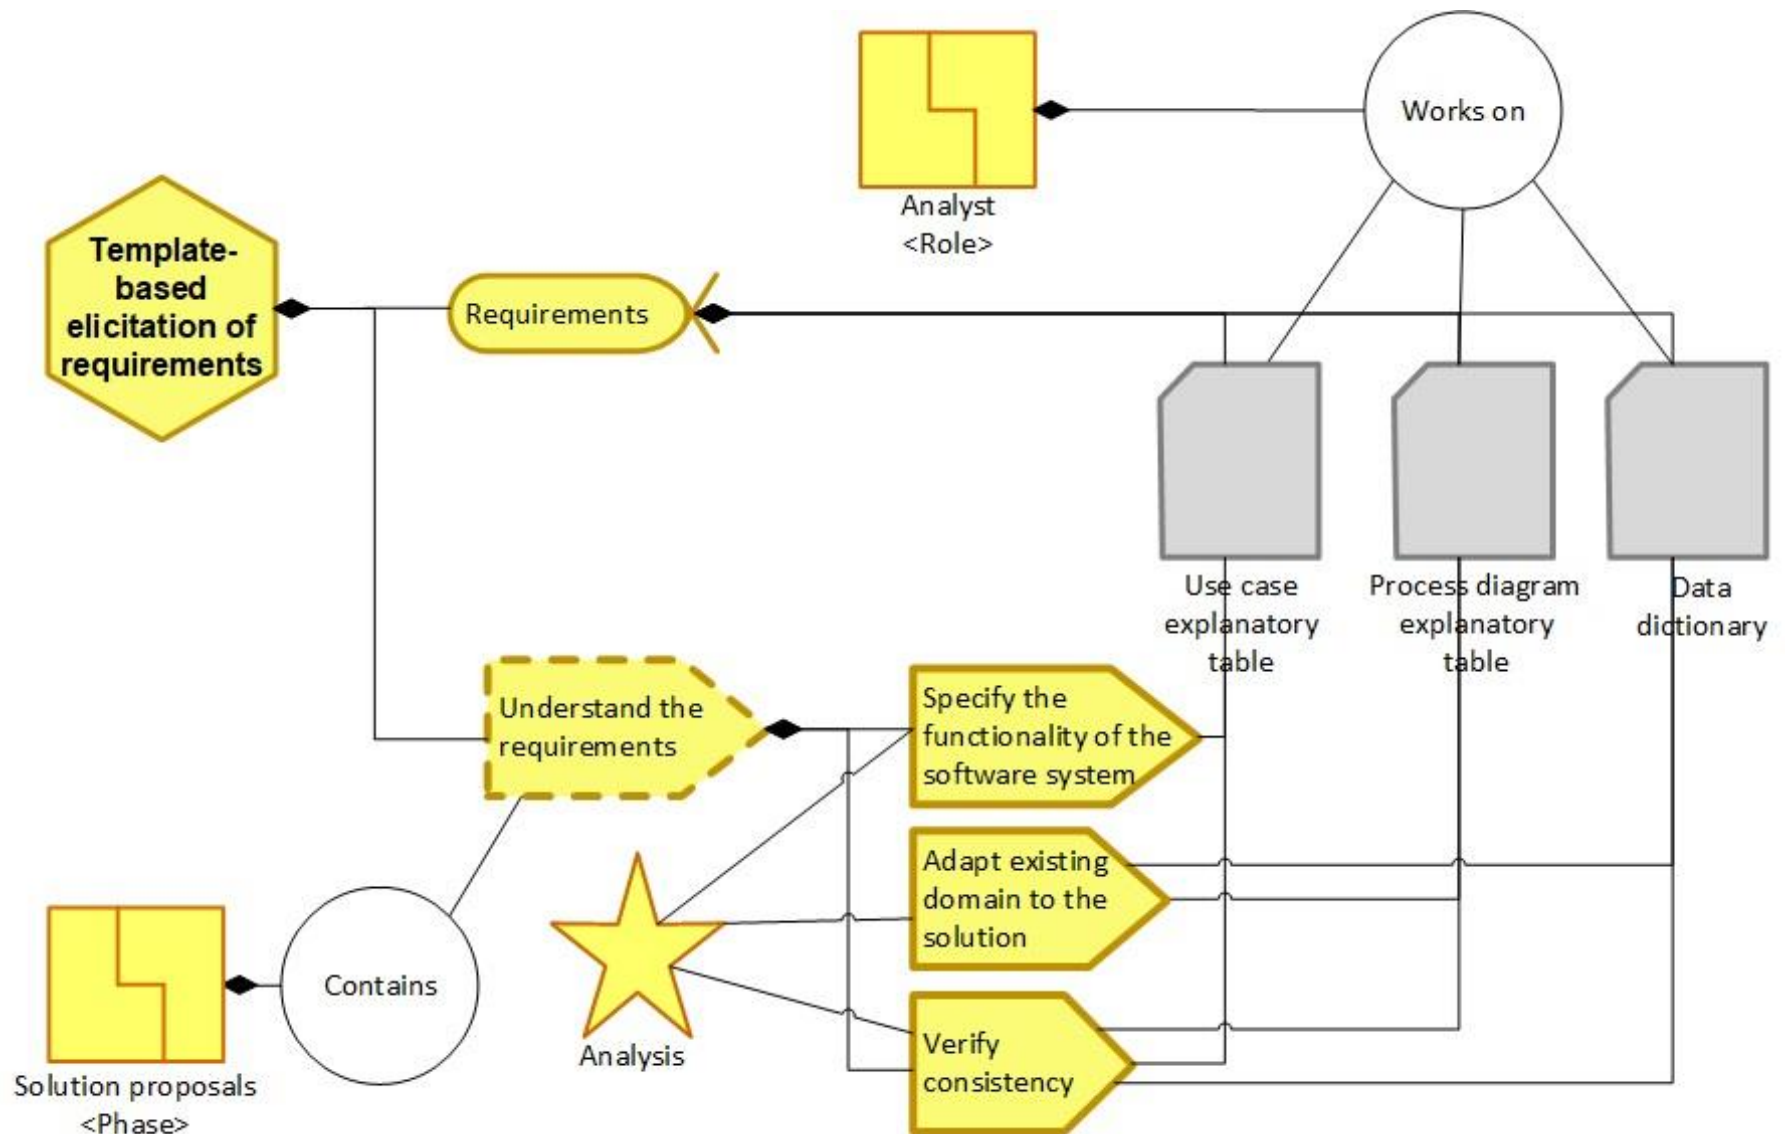 Works on
Analyst
<Role>
Template-
based
elicitation of
requirements
Requirements
Use case
explanatory
table
Process diagram
explanatory
table
Data
dictionary
Understand the
requirements
Specify the
functionality of the
software system
Adapt existing
domain to the
solution
Contains
Analysis
Verify
consistency
Solution proposals
<Phase>